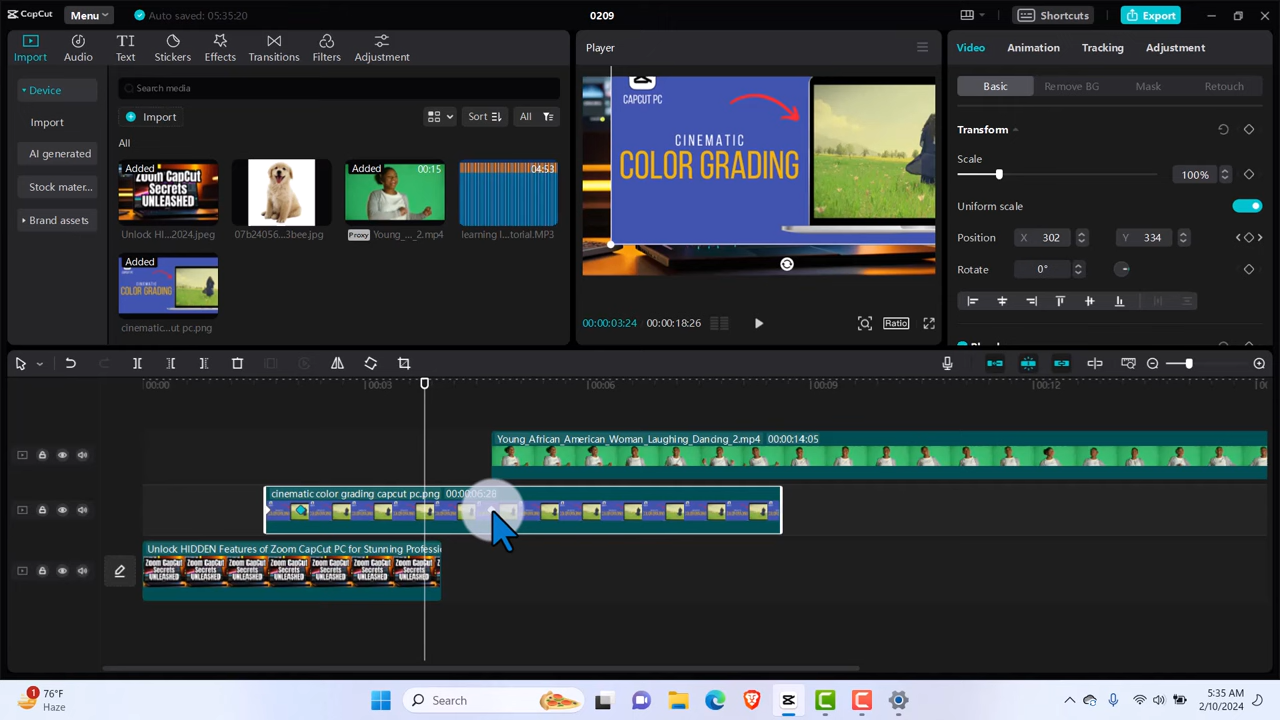 CapCut
Menu
Auto saved: 05:35:20
0209
Shortcuts
Export
Import
Audio
Text
Stickers
Effects
Transitions
Filters
Adjustment
Player
Video
Animation
Tracking
Adjustment
Device
Import
AI generated
Stock mater...
Brand assets
Search media
Import
Sort
All
All
Added
ZOOM CAPCUT
SECRETS
UNLEASHED
Unlock HI...2024.jpeg
07b24056...3bee.jpg
Added
00:15
Proxy
Young_..._2.mp4
04:53
learning l...torial.MP3
Added
CINEMATIC
COLOR GRADING
cinematic...ut pc.png
CAPCUT PC
CINEMATIC
COLOR GRADING
00:00:03:24
00:00:18:26
Ratio
Basic
Remove BG
Mask
Retouch
Transform
Scale
100%
Uniform scale
Position
X
302
Y
334
Rotate
0°
00:00
00:03
00:06
00:09
00:12
Young_African_American_Woman_Laughing_Dancing_2.mp4 00:00:14:05
cinematic color grading capcut pc.png 00:00:06:28
Unlock HIDDEN Features of Zoom CapCut PC for Stunning Professi
1
76°F
Haze
Search
5:35 AM
2/10/2024